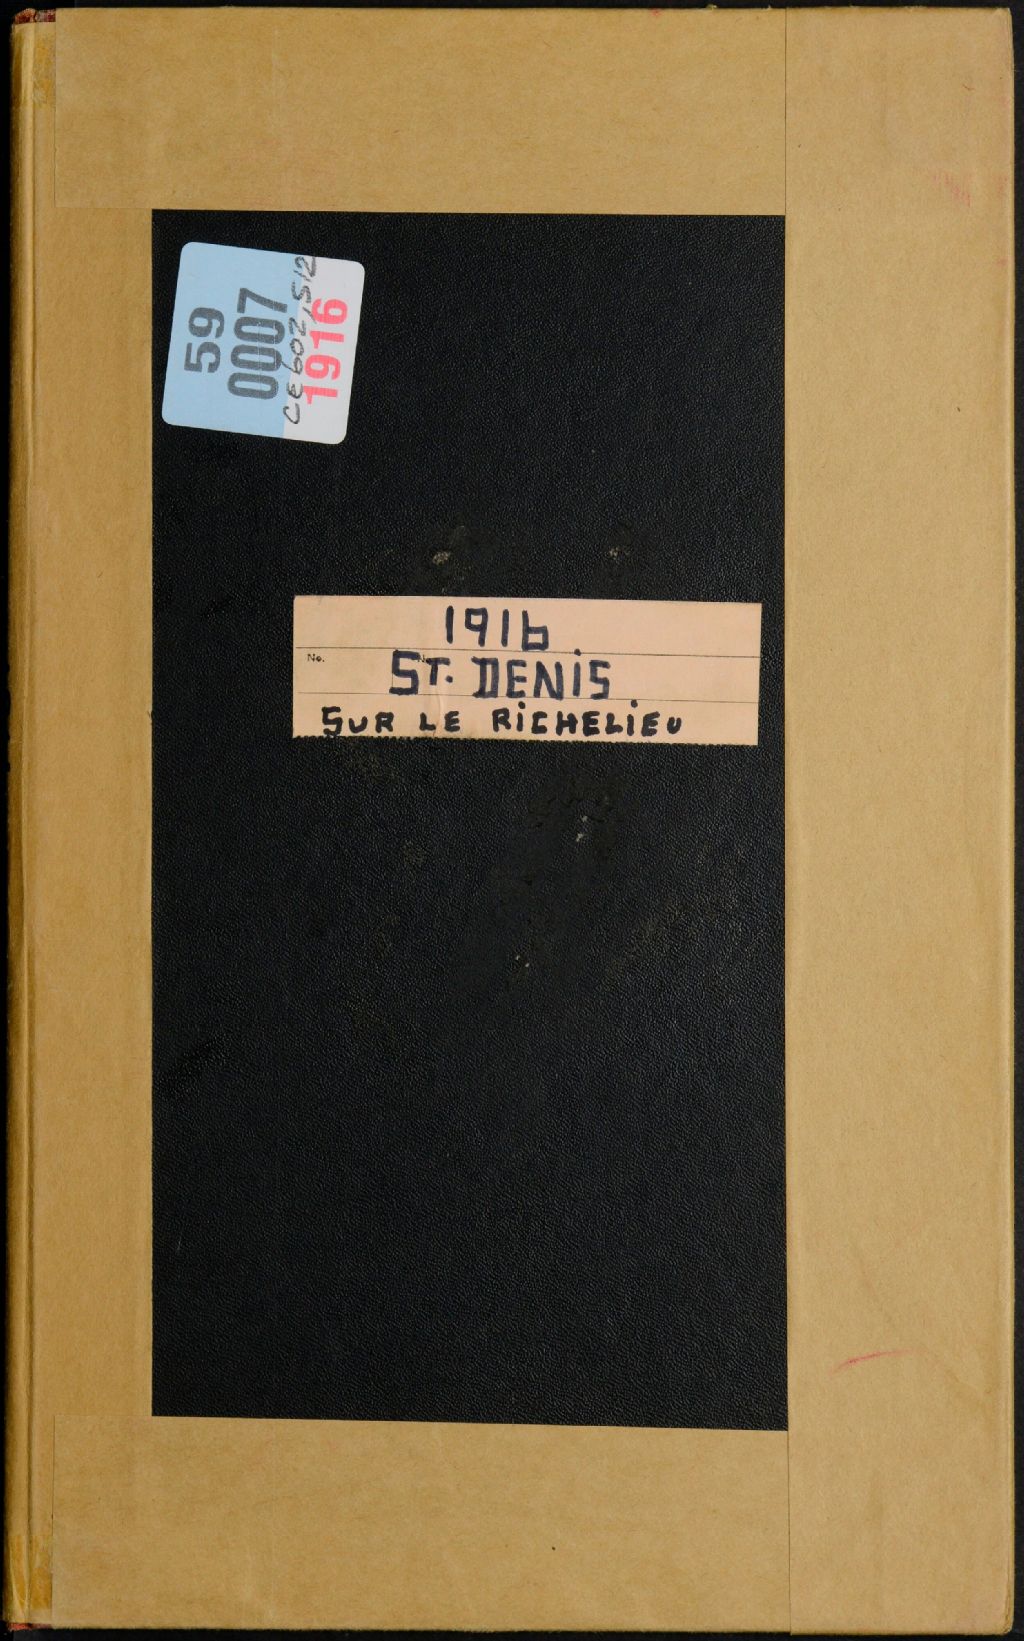 59
0007
CE602,S12
1916
1916
No.
ST. DENIS
SUR LE RICHELIEU